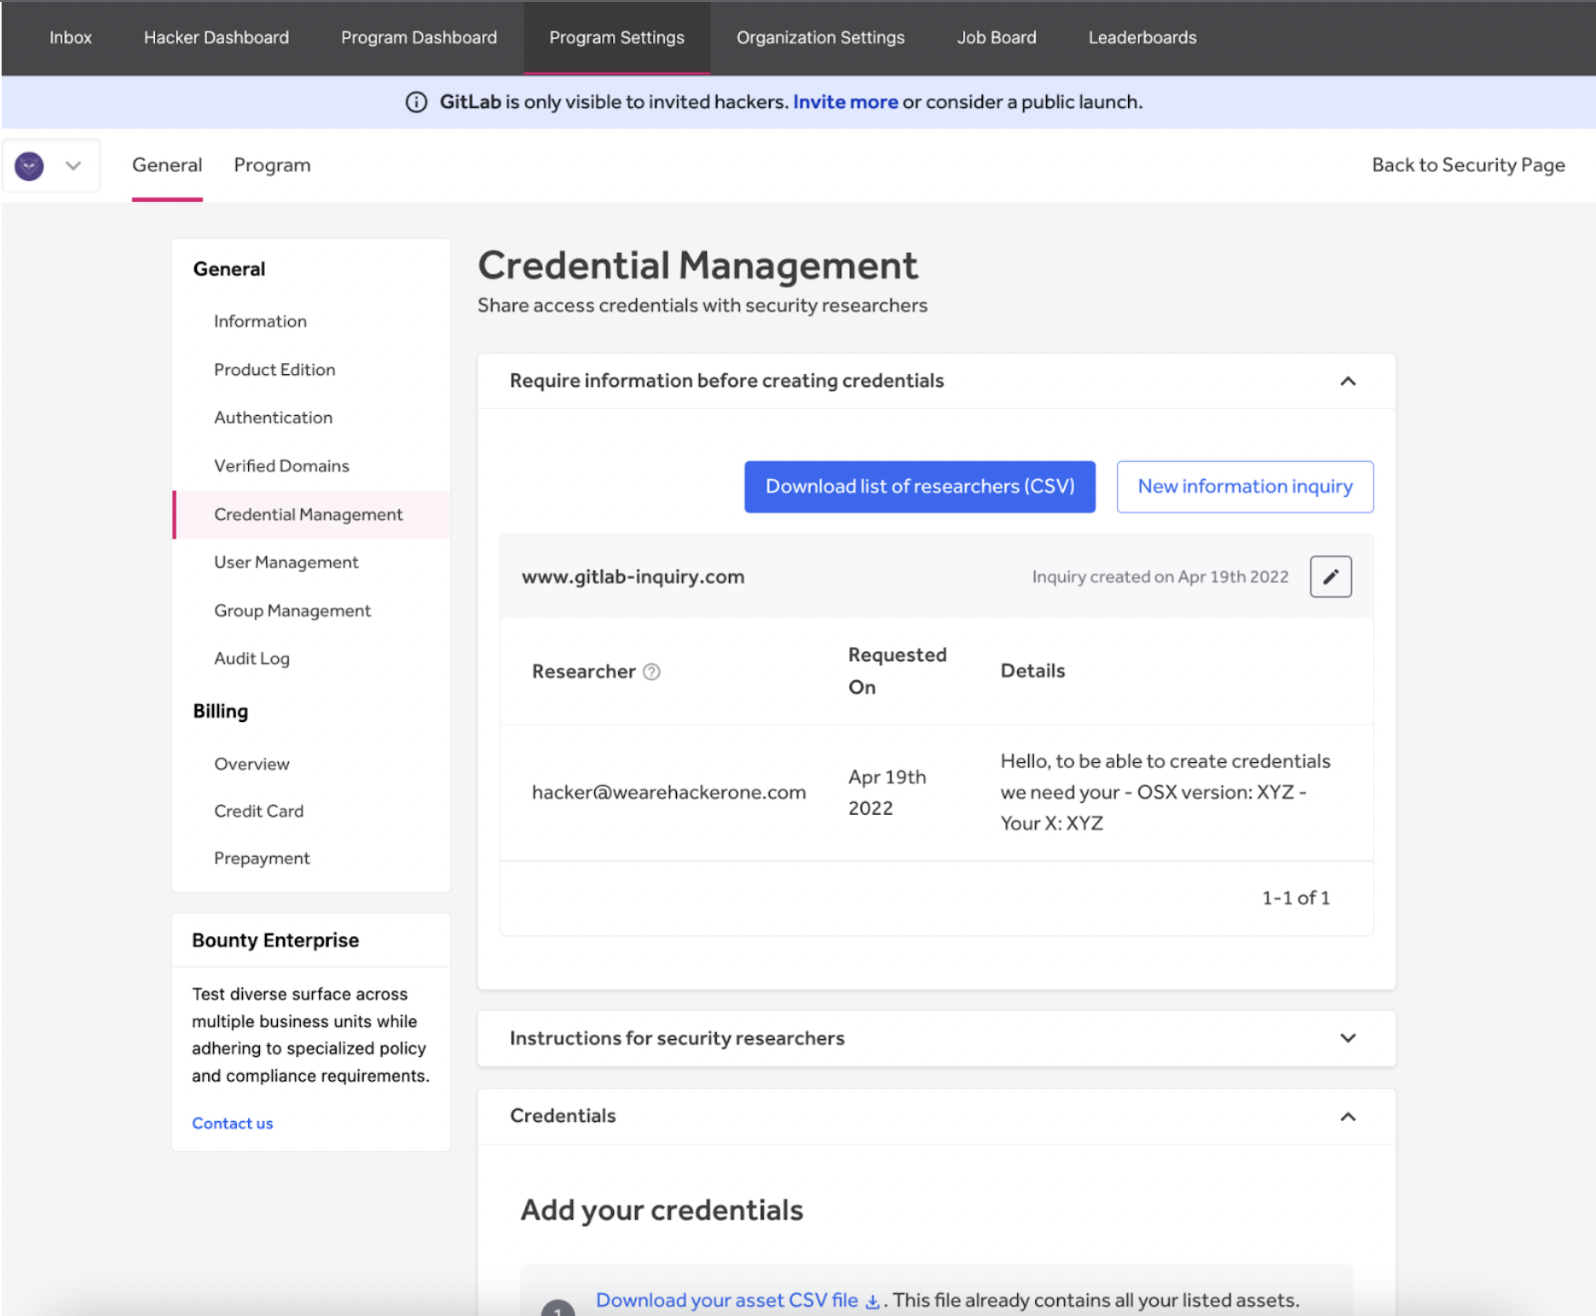 Inbox Hacker Dashboard Program Dashboard Program Settings Organization Settings Job Board Leaderboards
GitLab is only visible to invited hackers. Invite more or consider a public launch.
General Program Back to Security Page
General
Information
Product Edition
Authentication
Verified Domains
Credential Management
User Management
Group Management
Audit Log
Billing
Overview
Credit Card
Prepayment
Bounty Enterprise
Test diverse surface across
multiple business units while
adhering to specialized policy
and compliance requirements.
Contact us
Credential Management
Share access credentials with security researchers
Require information before creating credentials
Download list of researchers (CSV) New information inquiry
www.gitlab-inquiry.com Inquiry created on Apr 19th 2022
Researcher Requested On Details
hacker@wearehackerone.com
Apr 19th
2022
Hello, to be able to create credentials
we need your - OSX version: XYZ -
Your X: XYZ
1-1 of 1
Instructions for security researchers
Credentials
Add your credentials
1 Download your asset CSV file . This file already contains all your listed assets.